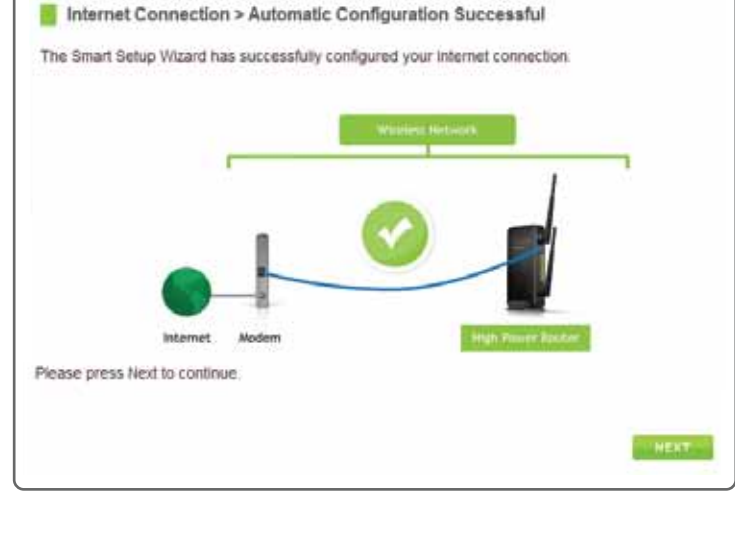 Internet Connection > Automatic Configuration Successful
The Smart Setup Wizard has successfully configured your Internet connection.
Wireless Network
Internet
Modem
High Power Router
Please press Next to continue.
NEXT